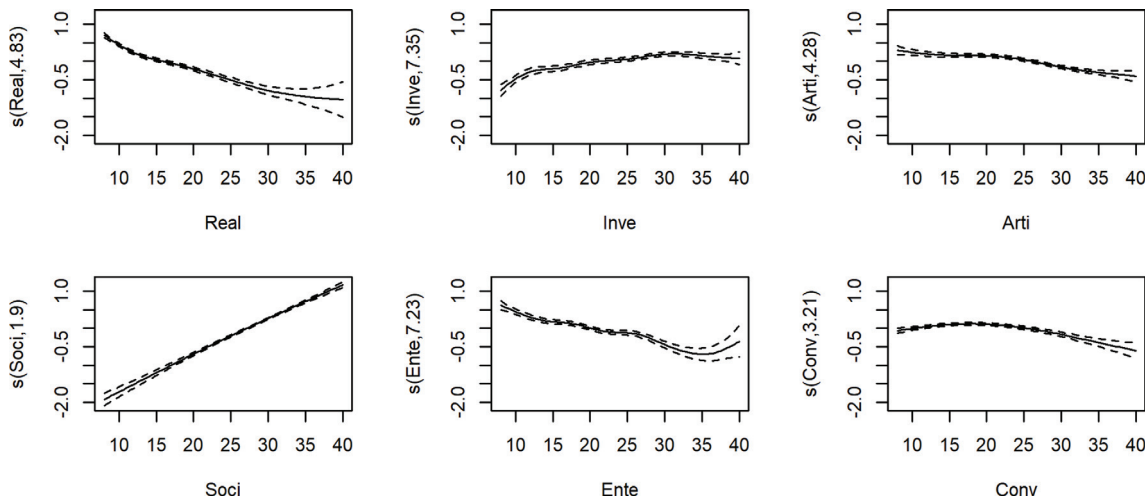 s(Real,4.83)
1.0
-0.5
-2.0
10 15 20 25 30 35 40
Real
s(Inve,7.35)
1.0
-0.5
-2.0
10 15 20 25 30 35 40
Inve
s(Arti,4.28)
1.0
-0.5
-2.0
10 15 20 25 30 35 40
Arti
s(Soci,1.9)
1.0
-0.5
-2.0
10 15 20 25 30 35 40
Soci
s(Ente,7.23)
1.0
-0.5
-2.0
10 15 20 25 30 35 40
Ente
s(Conv,3.21)
1.0
-0.5
-2.0
10 15 20 25 30 35 40
Conv